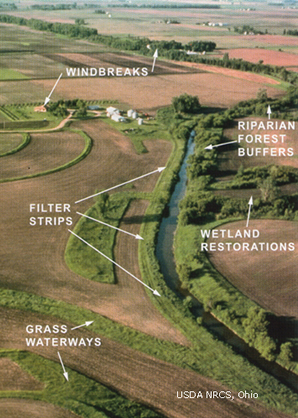 WINDBREAKS
RIPARIAN
FOREST
BUFFERS
FILTER
STRIPS
WETLAND
RESTORATIONS
GRASS
WATERWAYS
USDA NRCS, Ohio